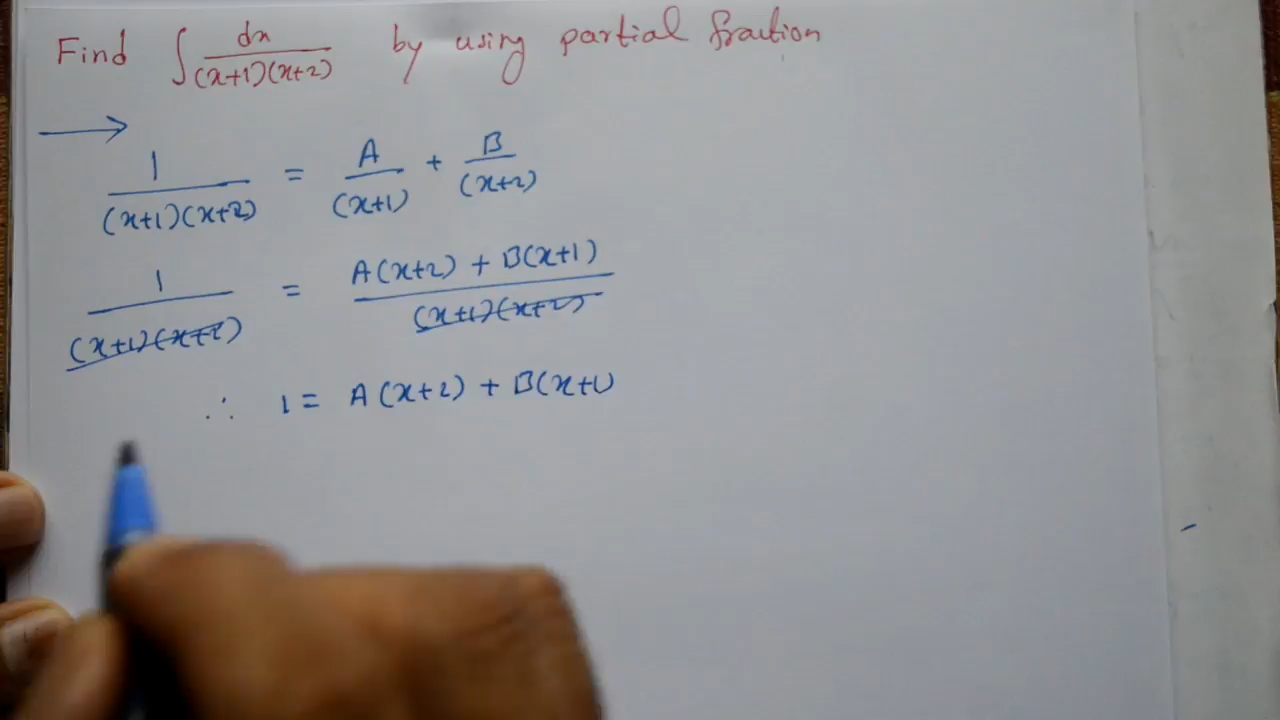 Find ∫ dx/(x+1)(x+2) by using partial fraction
→
1/(x+1)(x+2) = A/(x+1) + B/(x+2)
1/(x+1)(x+2) = A(x+2) + B(x+1)/(x+1)(x+2)
∴ 1 = A(x+2) + B(x+1)